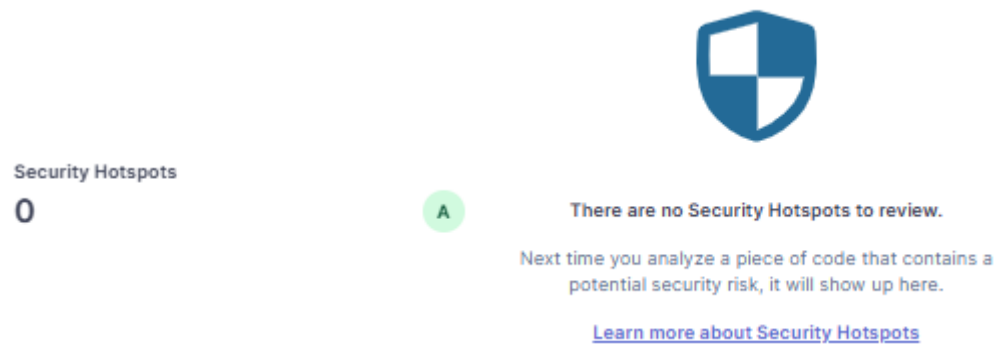 Security Hotspots
0
A
There are no Security Hotspots to review.
Next time you analyze a piece of code that contains a
potential security risk, it will show up here.
Learn more about Security Hotspots